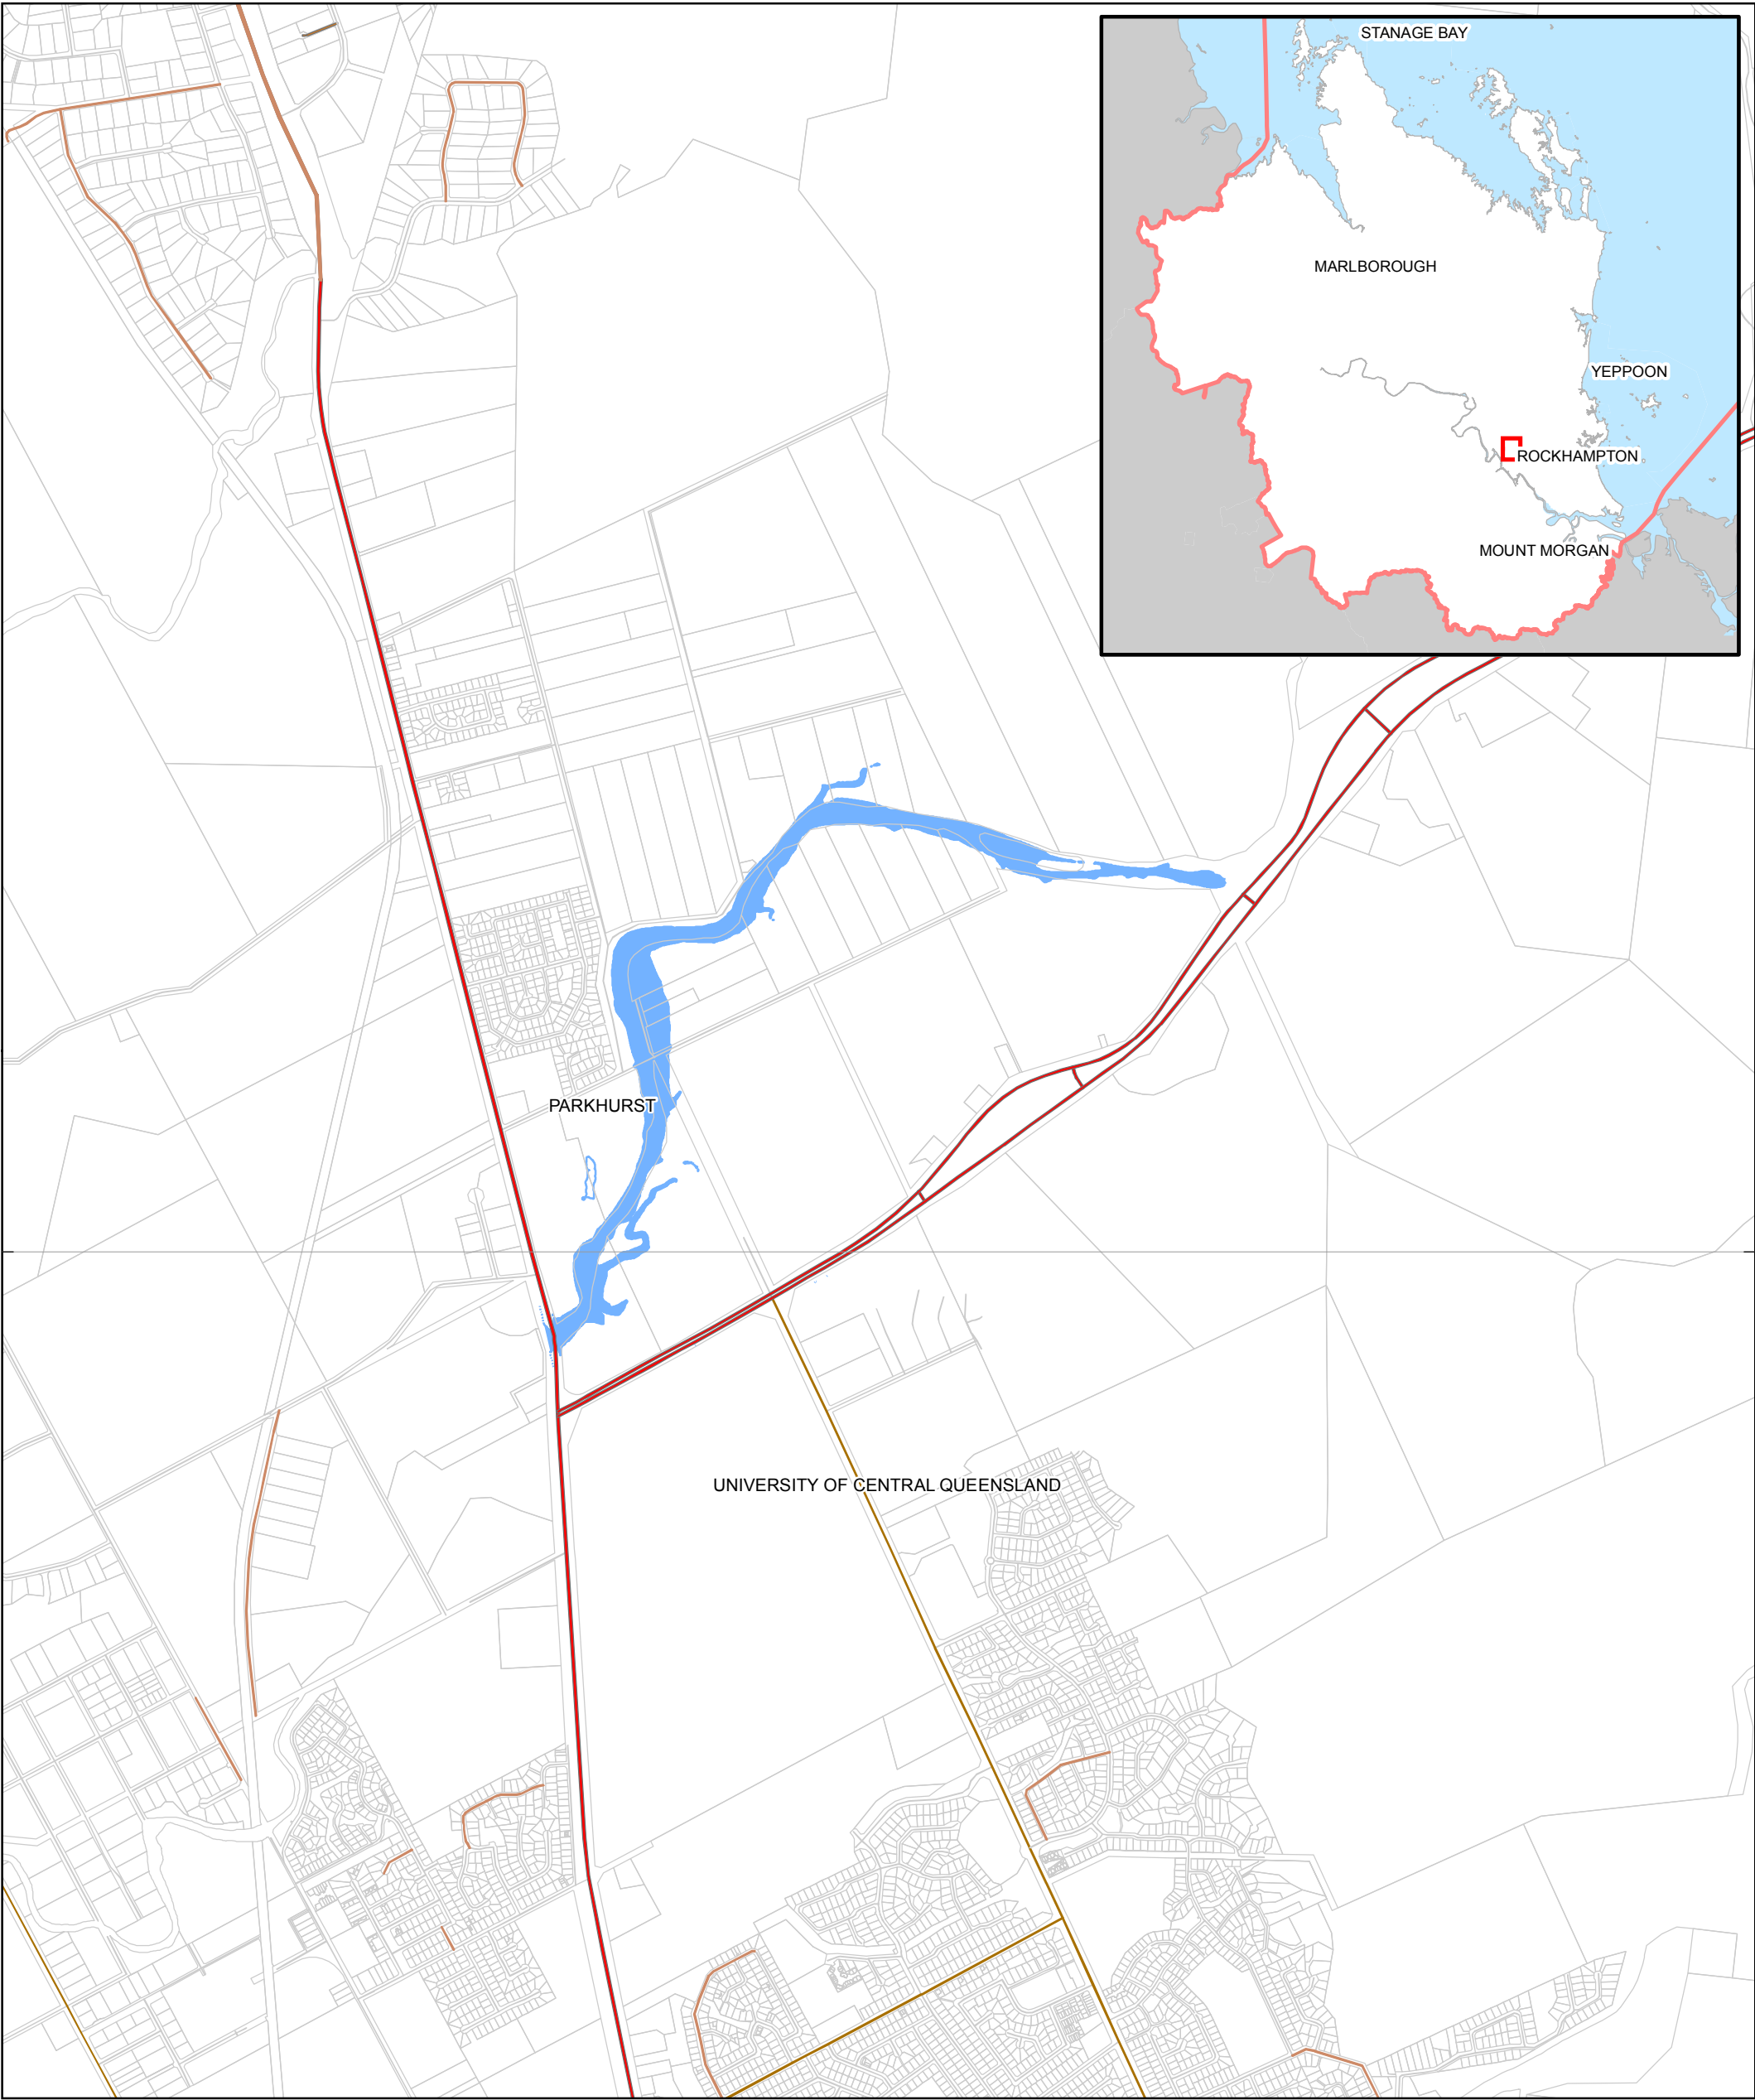 STANAGE BAY
MARLBOROUGH
YEPPOON
ROCKHAMPTON
MOUNT MORGAN
PARKHURST
UNIVERSITY OF CENTRAL QUEENSLAND